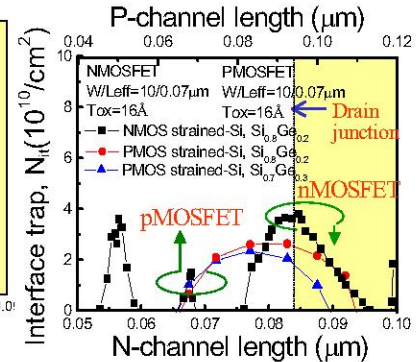 P-channel length (μm)
0.04 0.06 0.08 0.10 0.12
Interface trap, Nit(10^10/cm^2)
10
8
6
4
2
0
NMOSFET PMOSFET
W/Leff=10/0.07μm W/Leff=10/0.07μm
Tox=16Å Tox=16Å
NMOS strained-Si, Si0.8Ge0.2
PMOS strained-Si, Si0.8Ge0.2
PMOS strained-Si, Si0.7Ge0.3
Drain
junction
nMOSFET
pMOSFET
0.05 0.06 0.07 0.08 0.09 0.10
N-channel length (μm)